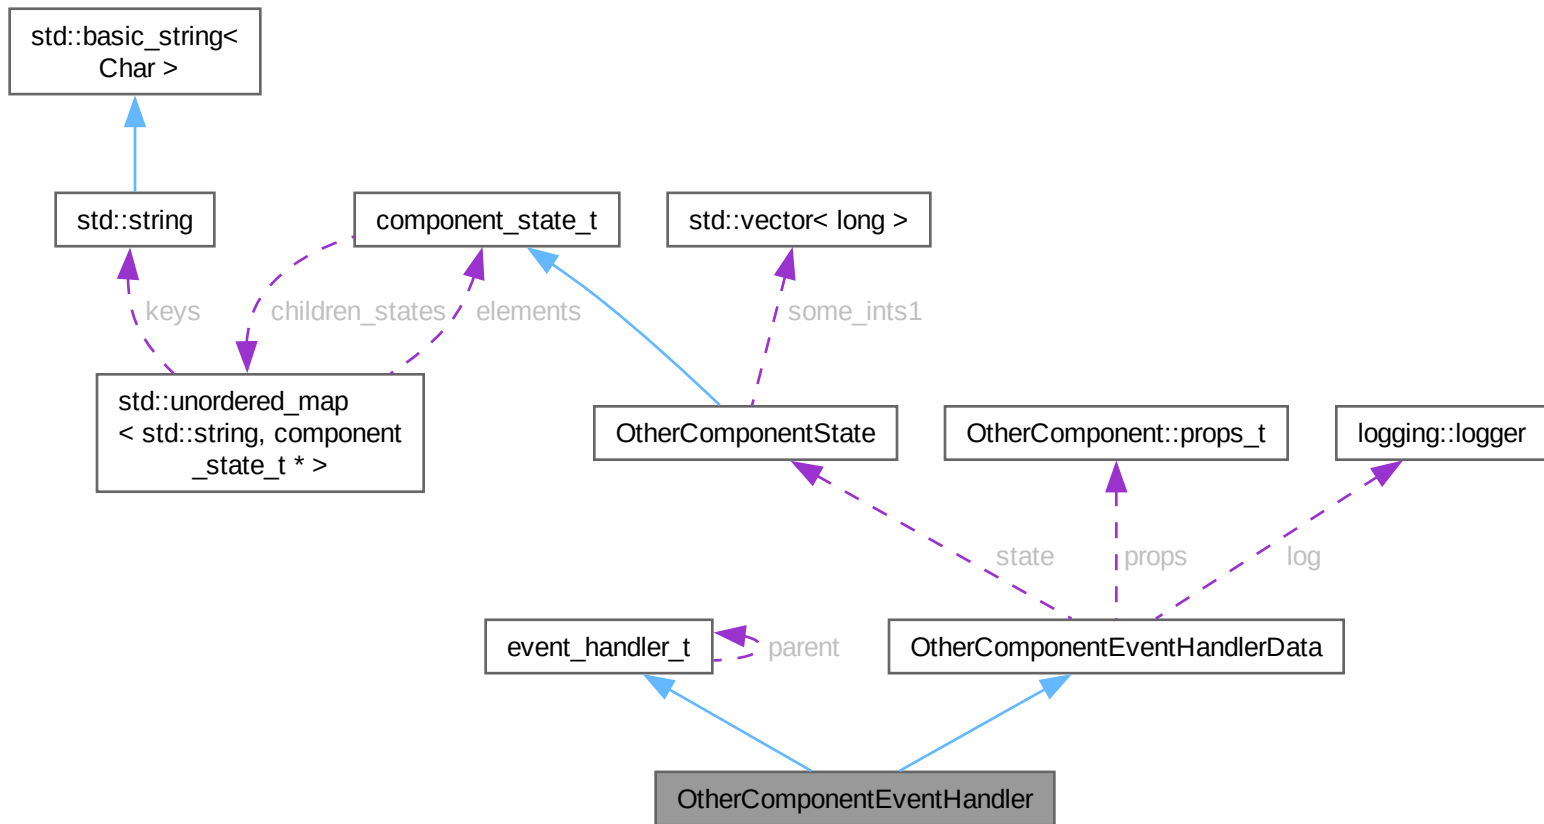 std::basic_string<
Char >
std::string
component_state_t
std::vector< long >
keys
children_states
elements
some_ints1
std::unordered_map
< std::string, component
_state_t * >
OtherComponentState
OtherComponent::props_t
logging::logger
state
props
log
event_handler_t
parent
OtherComponentEventHandlerData
OtherComponentEventHandler